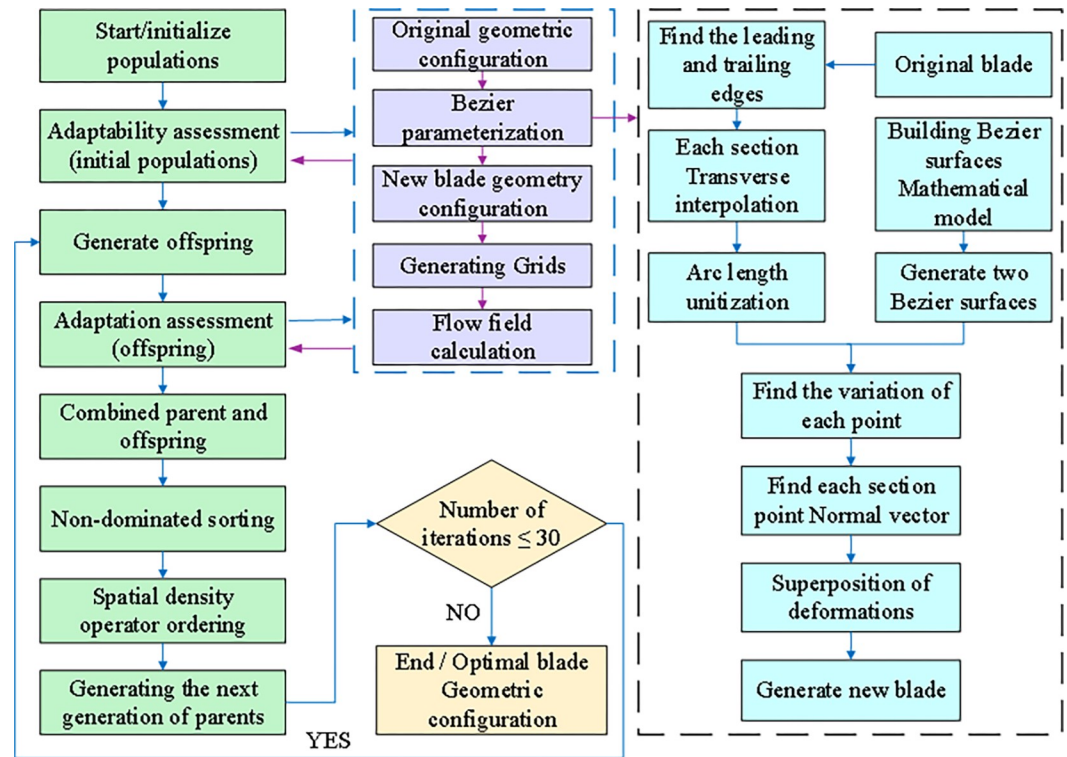 Start/initialize
populations
Adaptability assessment
(initial populations)
Generate offspring
Adaptation assessment
(offspring)
Combined parent and
offspring
Non-dominated sorting
Spatial density
operator ordering
Generating the next
generation of parents
Original geometric
configuration
Bezier
parameterization
New blade geometry
configuration
Generating Grids
Flow field
calculation
Number of
iterations ≤ 30
NO
End / Optimal blade
Geometric
configuration
YES
Find the leading
and trailing
edges
Original blade
Each section
Transverse
interpolation
Building Bezier
surfaces
Mathematical
model
Arc length
unitization
Generate two
Bezier surfaces
Find the variation of
each point
Find each section
point Normal vector
Superposition of
deformations
Generate new blade